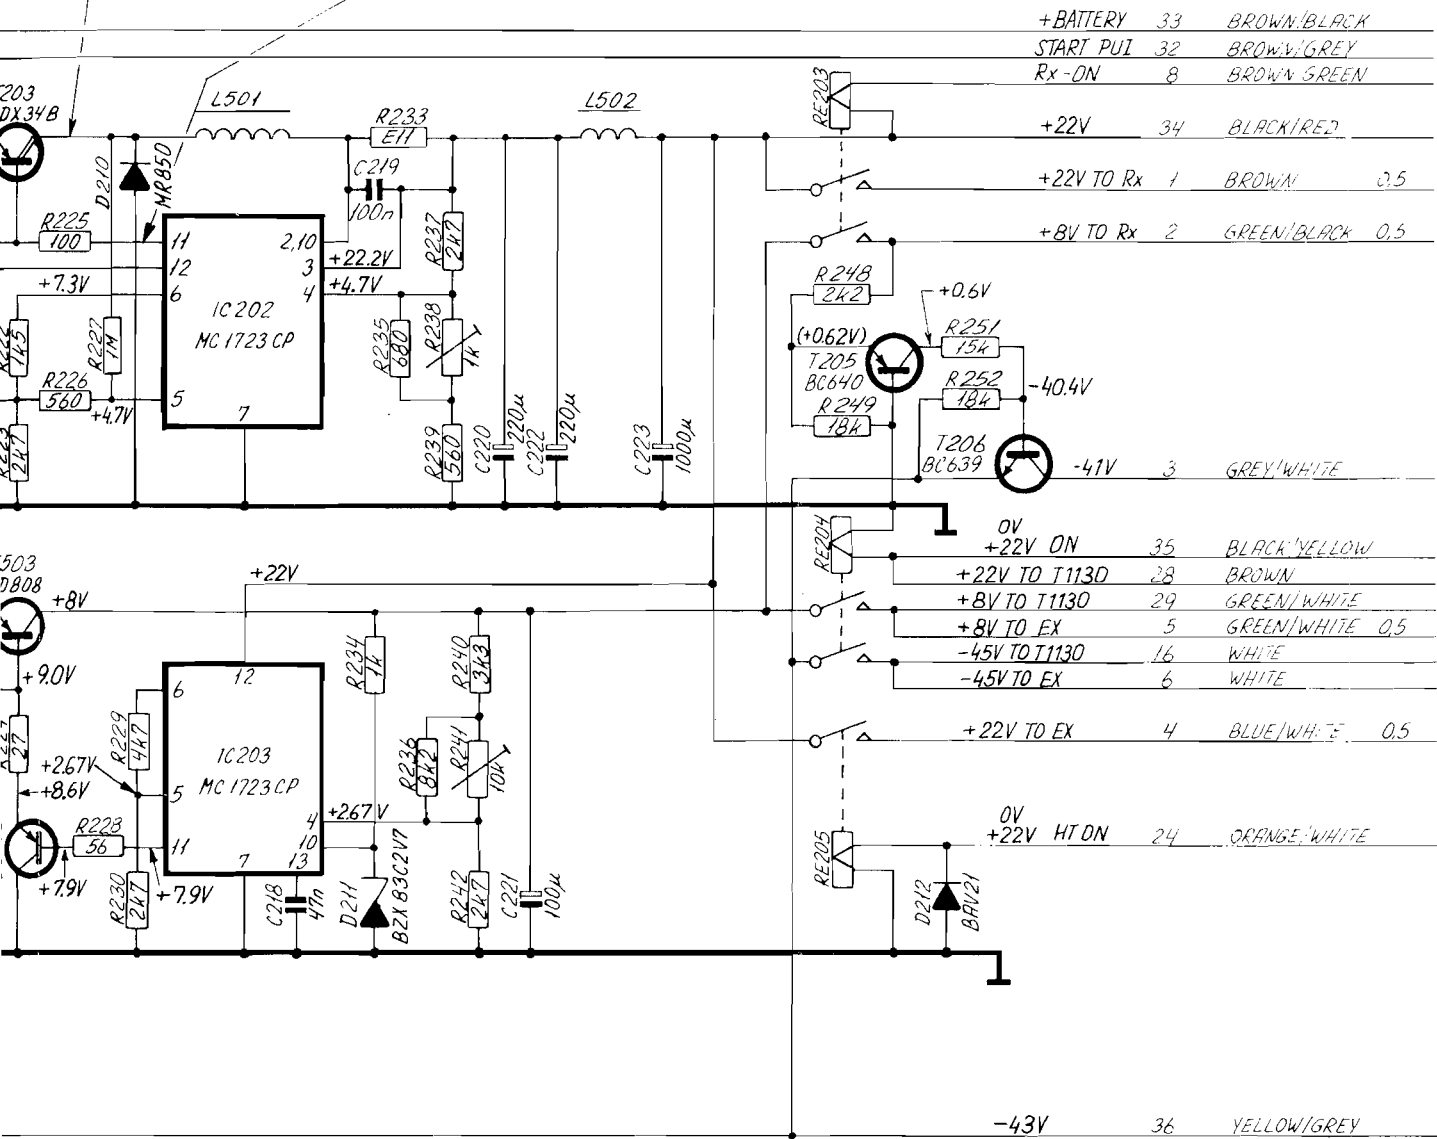 +BATTERY 33 BROWN/BLACK
START PUI 32 BROWN/GREY
Rx-ON 8 BROWN GREEN
+22V 34 BLACK/RED
+22V TO Rx 1 BROWN 0,5
+8V TO Rx 2 GREEN/BLACK 0,5
203
DX34B
L501
R233
E11
L502
RE203
D210
MR850
C219
100n
R225
100
11
2,10
R237
2k7
12
3
+22.2V
+7.3V
6
4
+4.7V
IC202
MC1723CP
1k5
R227
1M
R235
680
R238
1k
R226
560
+4.7V
5
7
R223
2k7
R239
560
C220
220µ
C222
220µ
C223
1000µ
R248
2k2
+0.6V
(+0.62V)
T205
BC640
R251
15k
R252
18k
-40.4V
R249
18k
T206
BC639
-41V 3 GREY/WHITE
RE204
0V
+22V ON 35 BLACK/YELLOW
+22V TO T1130 28 BROWN
+8V TO T1130 29 GREEN/WHITE
+8V TO EX 5 GREEN/WHITE 0,5
-45V TO T1130 16 WHITE
-45V TO EX 6 WHITE
+22V TO EX 4 BLUE/WHITE 0,5
503
D808
+8V
+22V
+9.0V
R234
1k
R240
3k3
6
12
27
R229
4k7
IC203
MC1723CP
R236
8k2
R241
10k
+2.67V
+8.6V
5
4
+2.67V
R228
56
11
10
7
13
+7.9V
+7.9V
R230
2k7
C218
47n
D211
BZX83C2V7
R242
2k7
C221
100µ
RE205
0V
+22V HT ON 24 ORANGE/WHITE
D212
BAV21
-43V 36 YELLOW/GREY